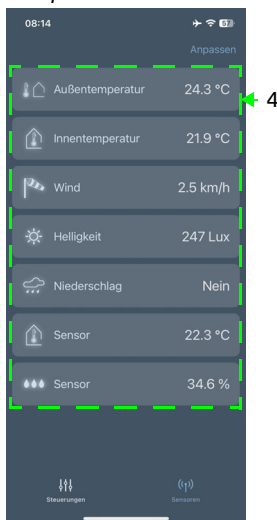 08:14
Anpassen
Außentemperatur 24.3 °C
4
Innentemperatur 21.9 °C
Wind 2.5 km/h
Helligkeit 247 Lux
Niederschlag Nein
Sensor 22.3 °C
Sensor 34.6 %
Steuerungen Sensoren